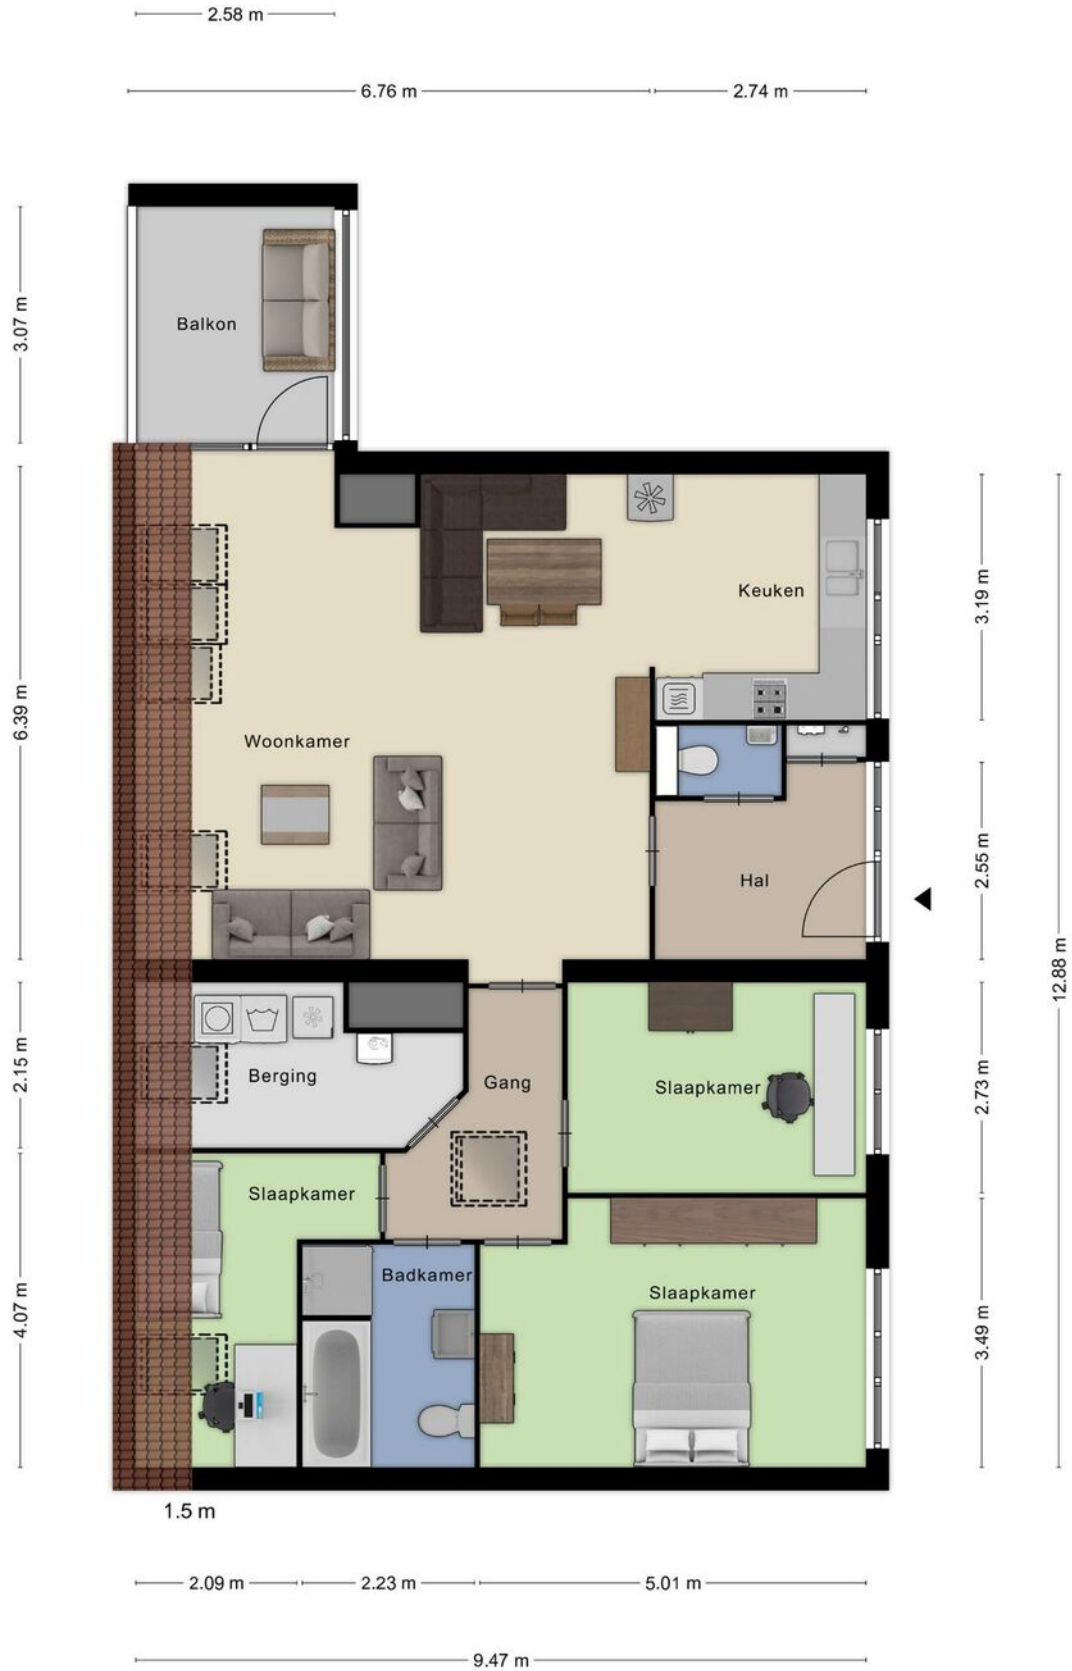 2.58 m
6.76 m
2.74 m
3.07 m
Balkon
6.39 m
Keuken
3.19 m
Woonkamer
Hal
2.55 m
12.88 m
2.15 m
Berging
Gang
Slaapkamer
2.73 m
Slaapkamer
4.07 m
Badkamer
Slaapkamer
3.49 m
1.5 m
2.09 m
2.23 m
5.01 m
9.47 m